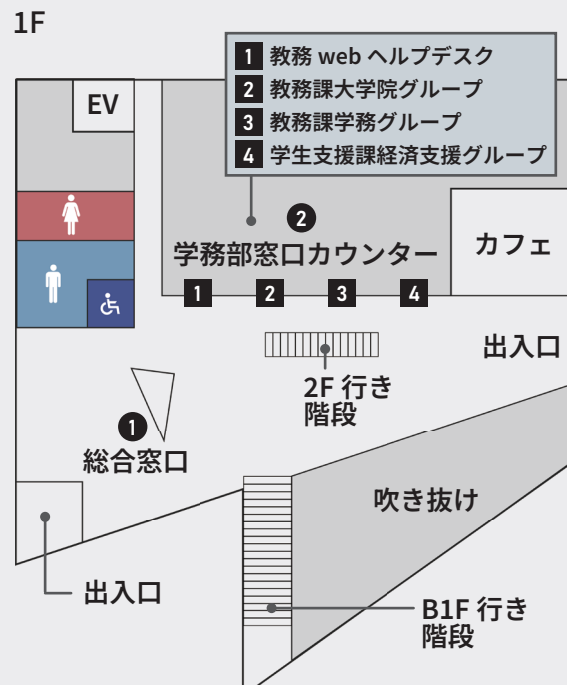 1F
1 教務 web ヘルプデスク
2 教務課大学院グループ
3 教務課学務グループ
4 学生支援課経済支援グループ
EV
2
学務部窓口カウンター
カフェ
1 2 3 4
出入口
2F 行き
階段
1
総合窓口
吹き抜け
出入口
B1F 行き
階段